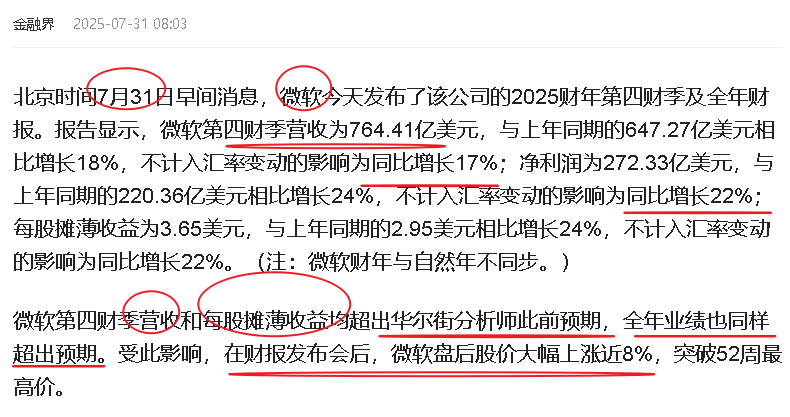 金融界 2025-07-31 08:03
北京时间7月31日早间消息，微软今天发布了该公司的2025财年第四财季及全年财
报。报告显示，微软第四财季营收为764.41亿美元，与上年同期的647.27亿美元相
比增长18%，不计入汇率变动的影响为同比增长17%；净利润为272.33亿美元，与
上年同期的220.36亿美元相比增长24%，不计入汇率变动的影响为同比增长22%；
每股摊薄收益为3.65美元，与上年同期的2.95美元相比增长24%，不计入汇率变动
的影响为同比增长22%。（注：微软财年与自然年不同步。）
微软第四财季营收和每股摊薄收益均超出华尔街分析师此前预期，全年业绩也同样
超出预期。受此影响，在财报发布会后，微软盘后股价大幅上涨近8%，突破52周最
高价。